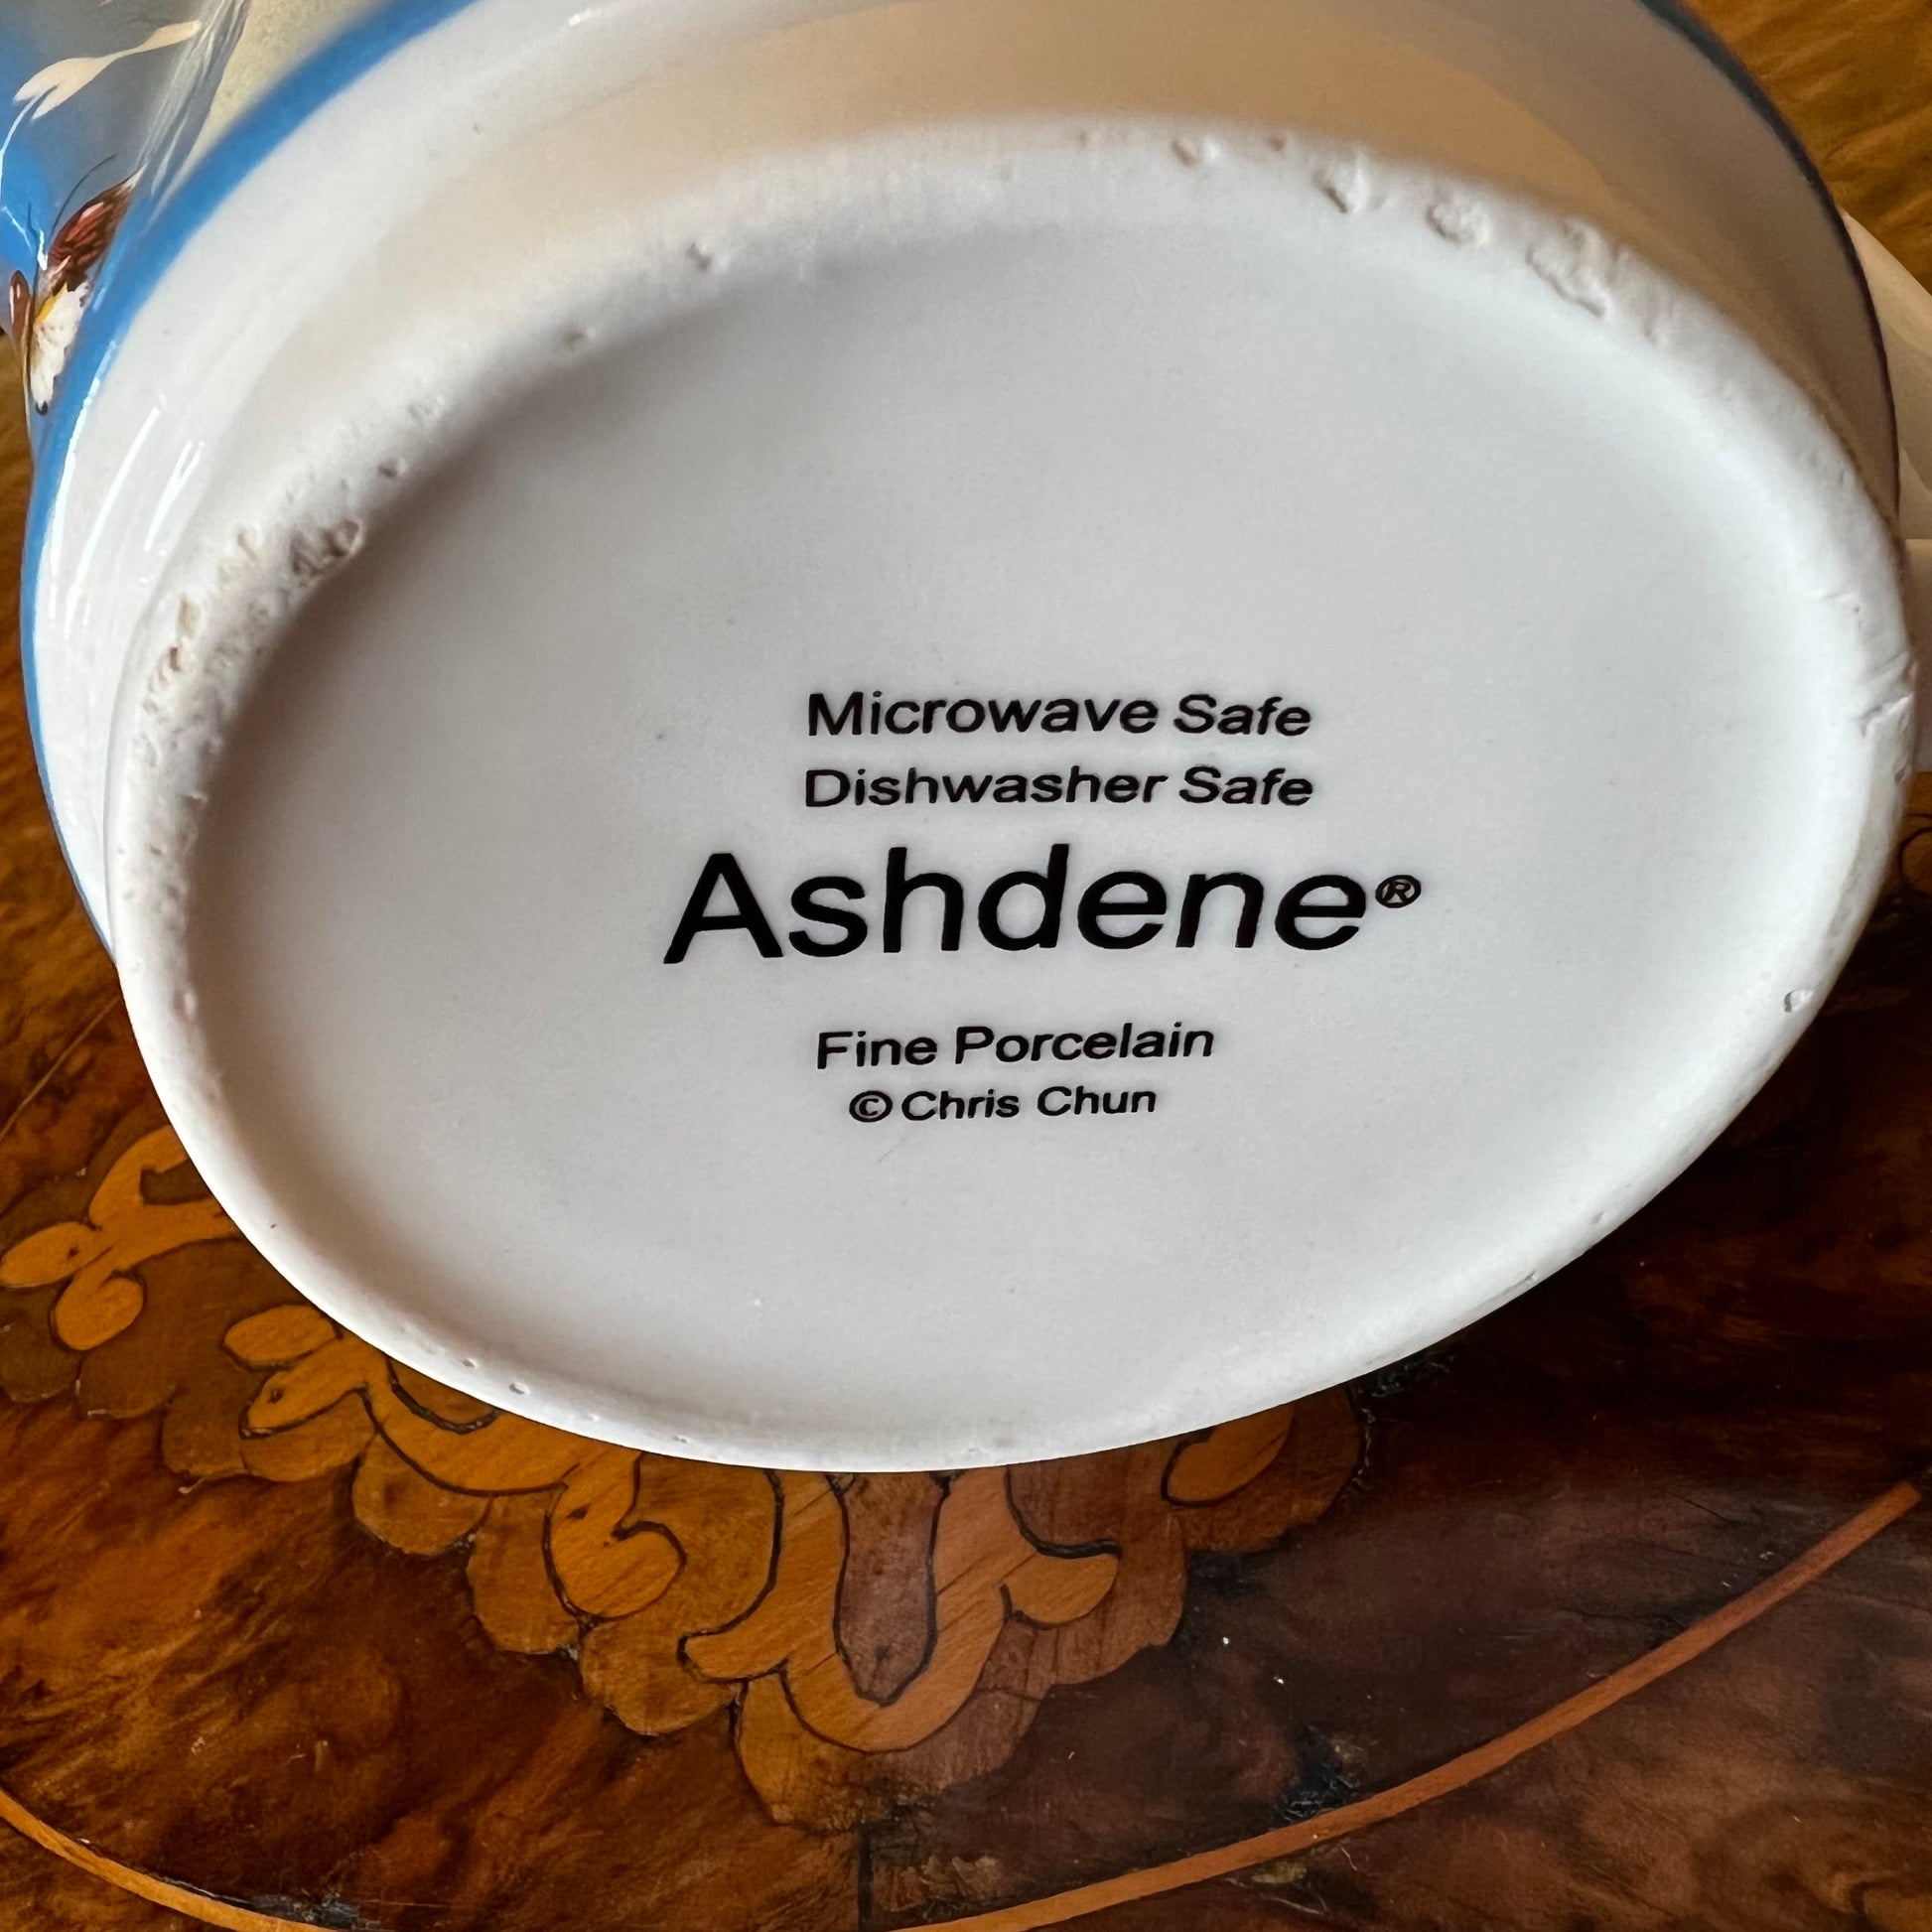 Microwave Safe
Dishwasher Safe
Ashdene®
Fine Porcelain
© Chris Chun